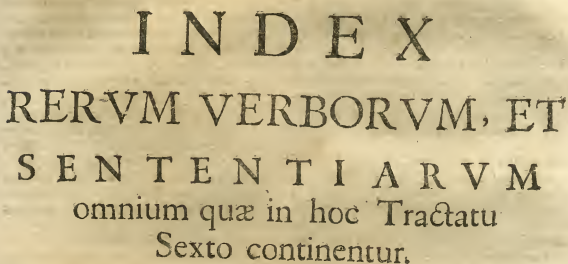 INDEX
RERVM VERBORVM, ET
SENTENTIARVM
omnium quæ in hoc Tractatu
Sexto continentur.